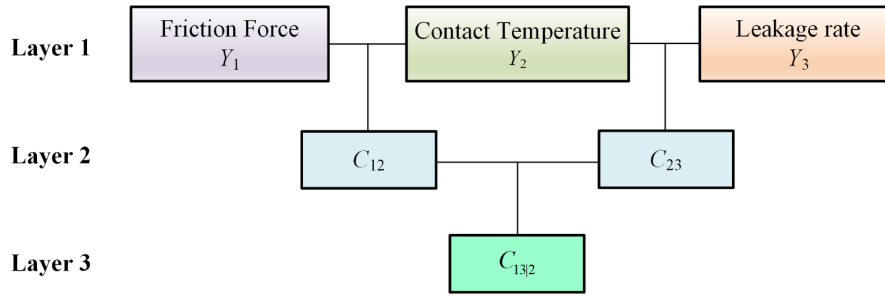 Layer 1
Friction Force
Y₁
Contact Temperature
Y₂
Leakage rate
Y₃
Layer 2
C₁₂
C₂₃
Layer 3
C₁₃|₂